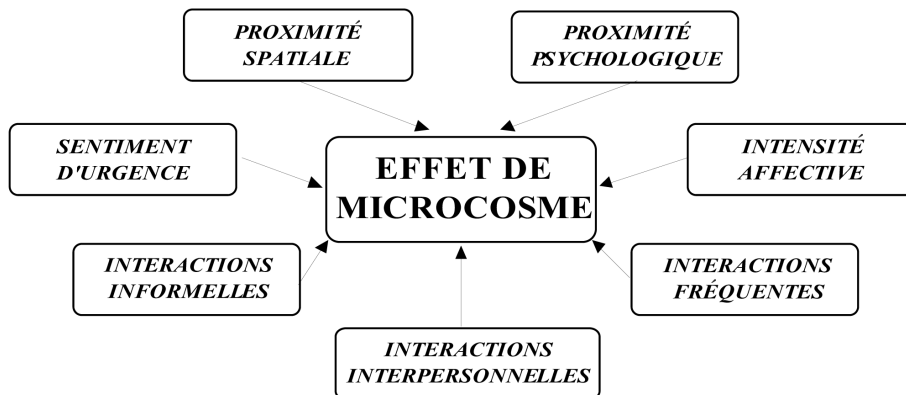 PROXIMITÉ
SPATIALE
PROXIMITÉ
PSYCHOLOGIQUE
SENTIMENT
D'URGENCE
EFFET DE
MICROCOSME
INTENSITÉ
AFFECTIVE
INTERACTIONS
INFORMELLES
INTERACTIONS
FRÉQUENTES
INTERACTIONS
INTERPERSONNELLES